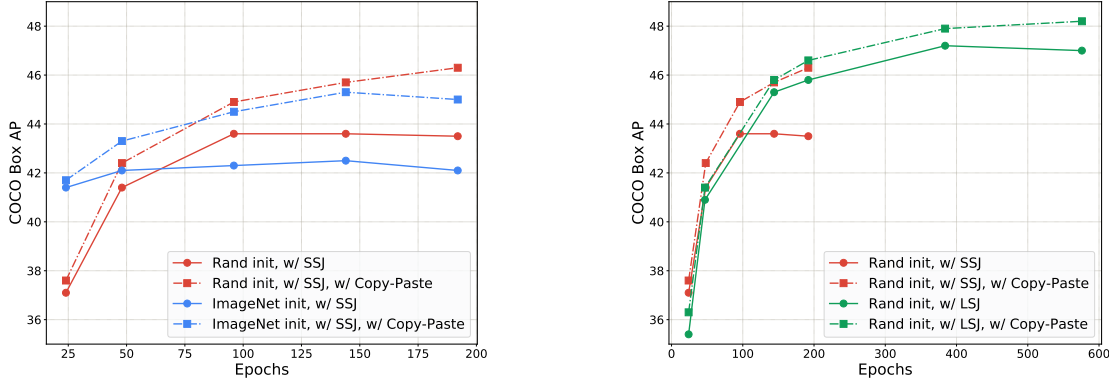 48
46
44
42
40
38
36
COCO Box AP
25 50 75 100 125 150 175 200
Epochs
Rand init, w/ SSJ
Rand init, w/ SSJ, w/ Copy-Paste
ImageNet init, w/ SSJ
ImageNet init, w/ SSJ, w/ Copy-Paste
48
46
44
42
40
38
36
COCO Box AP
0 100 200 300 400 500 600
Epochs
Rand init, w/ SSJ
Rand init, w/ SSJ, w/ Copy-Paste
Rand init, w/ LSJ
Rand init, w/ LSJ, w/ Copy-Paste